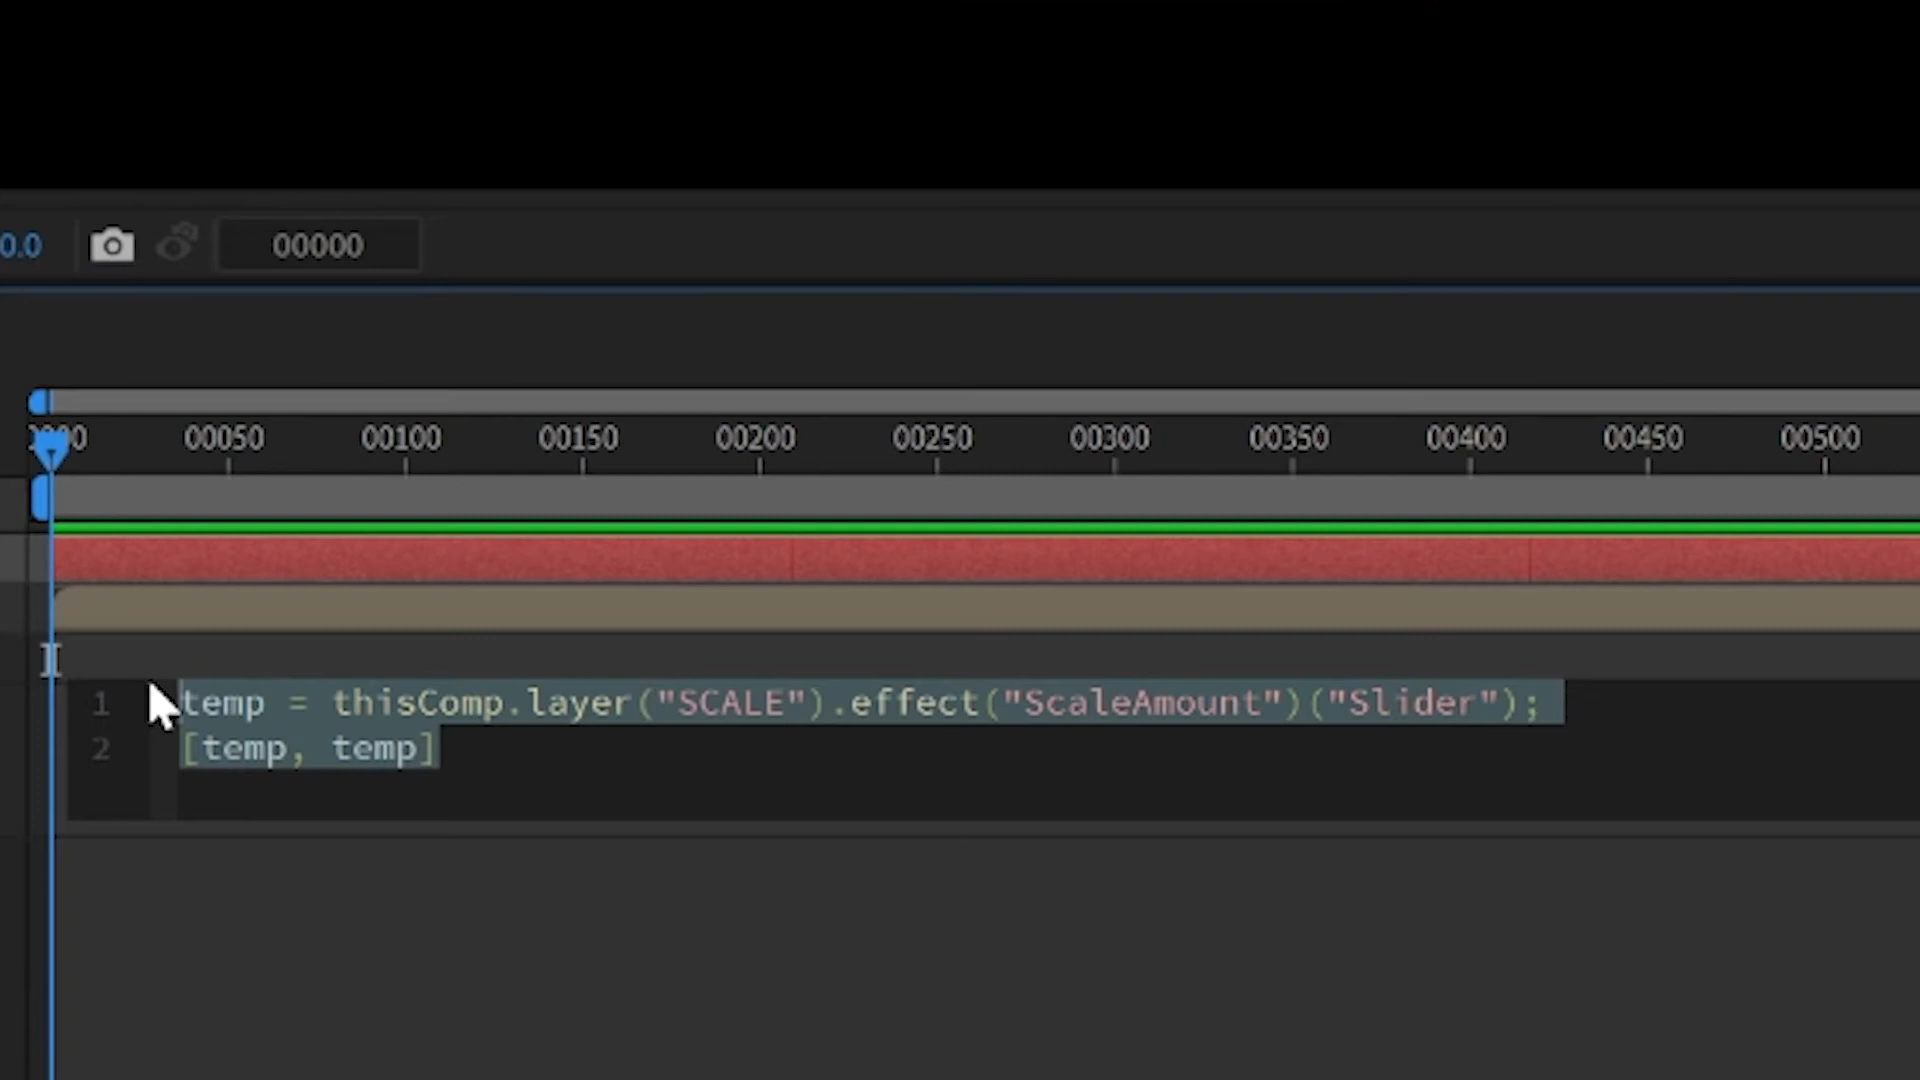 0.0 00000
00050 00100 00150 00200 00250 00300 00350 00400 00450 00500
1 temp = thisComp.layer("SCALE").effect("ScaleAmount")("Slider");
2 [temp, temp]